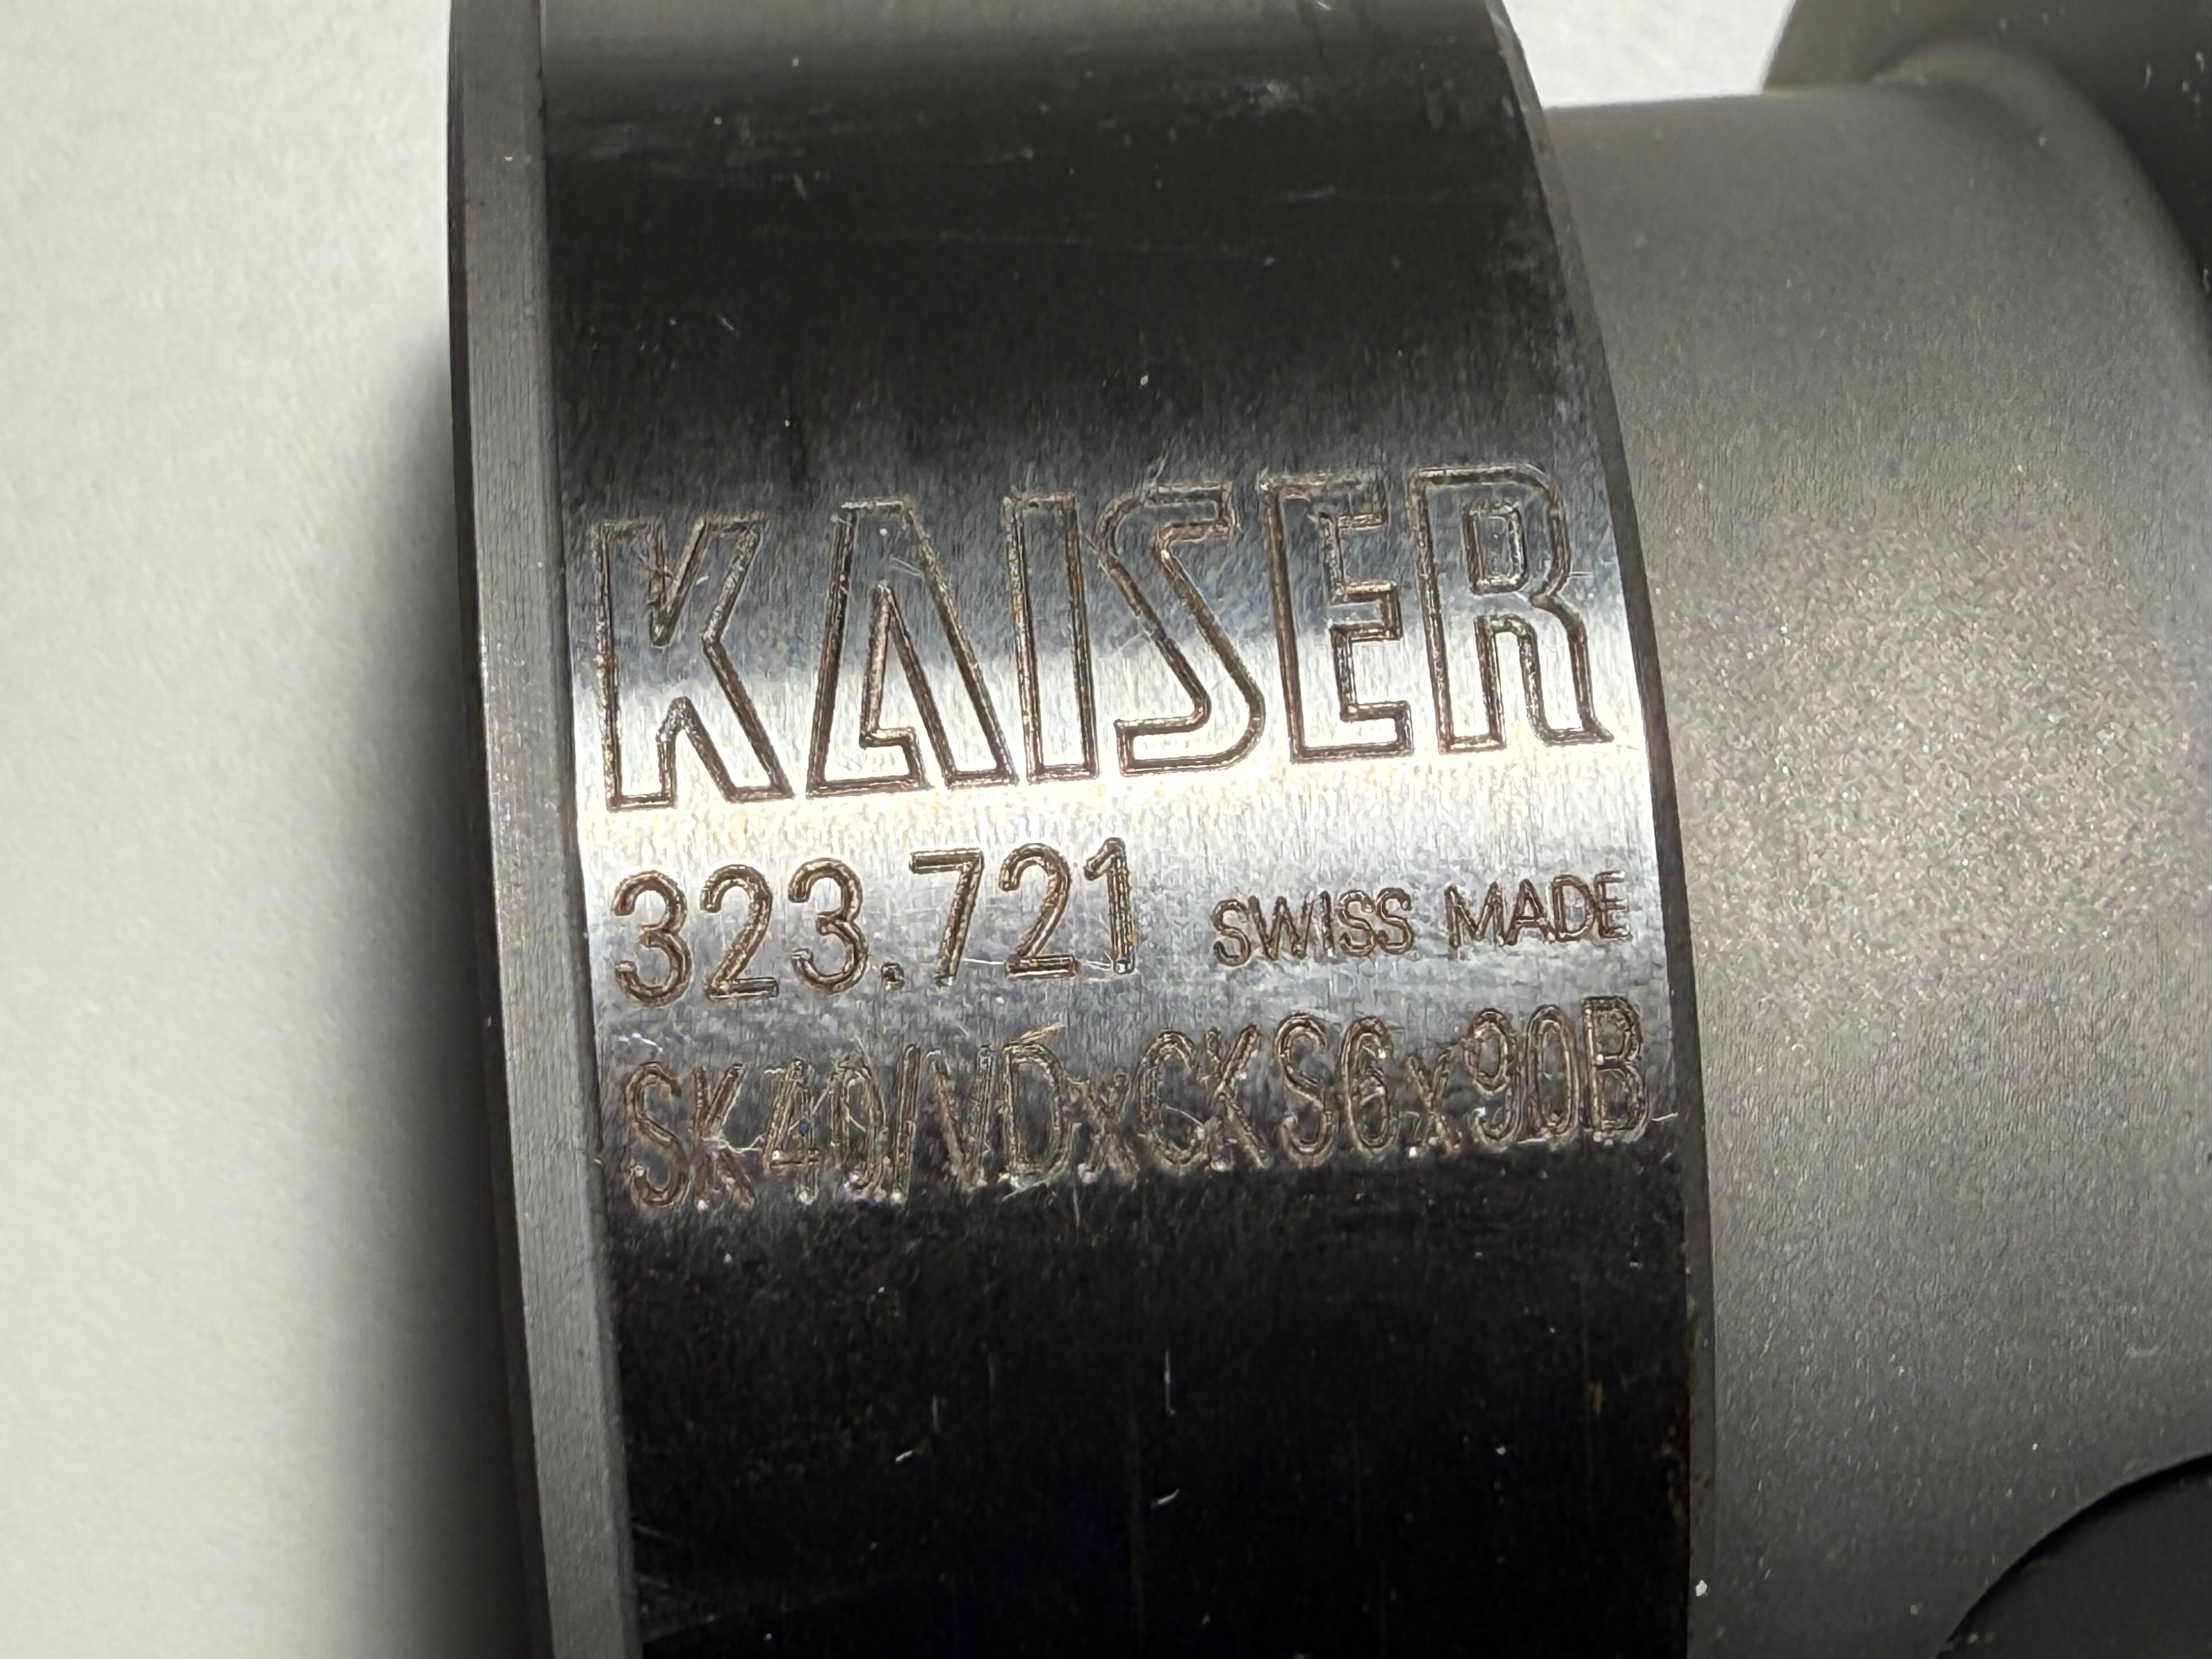 KAISER
323.721 SWISS MADE
SK40/VDxCKS6x90B